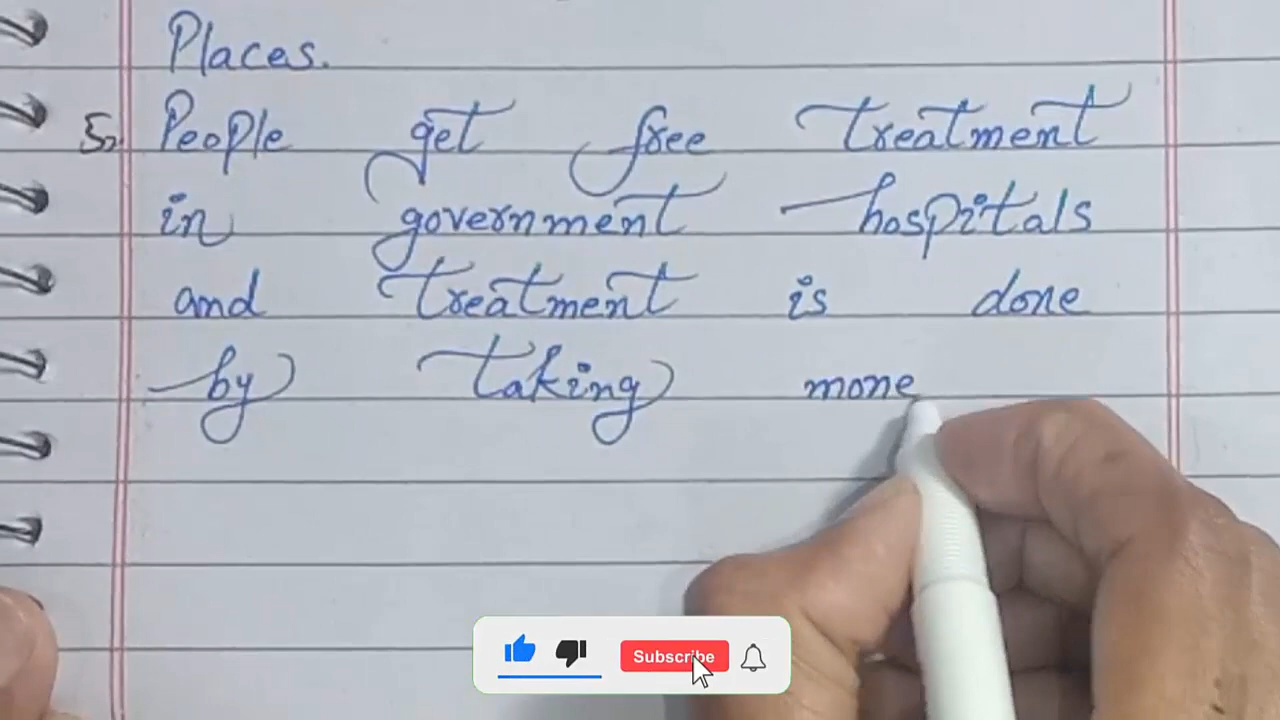 Places.
5. People get free treatment
in government hospitals
and treatment is done
by taking mone
Subscribe